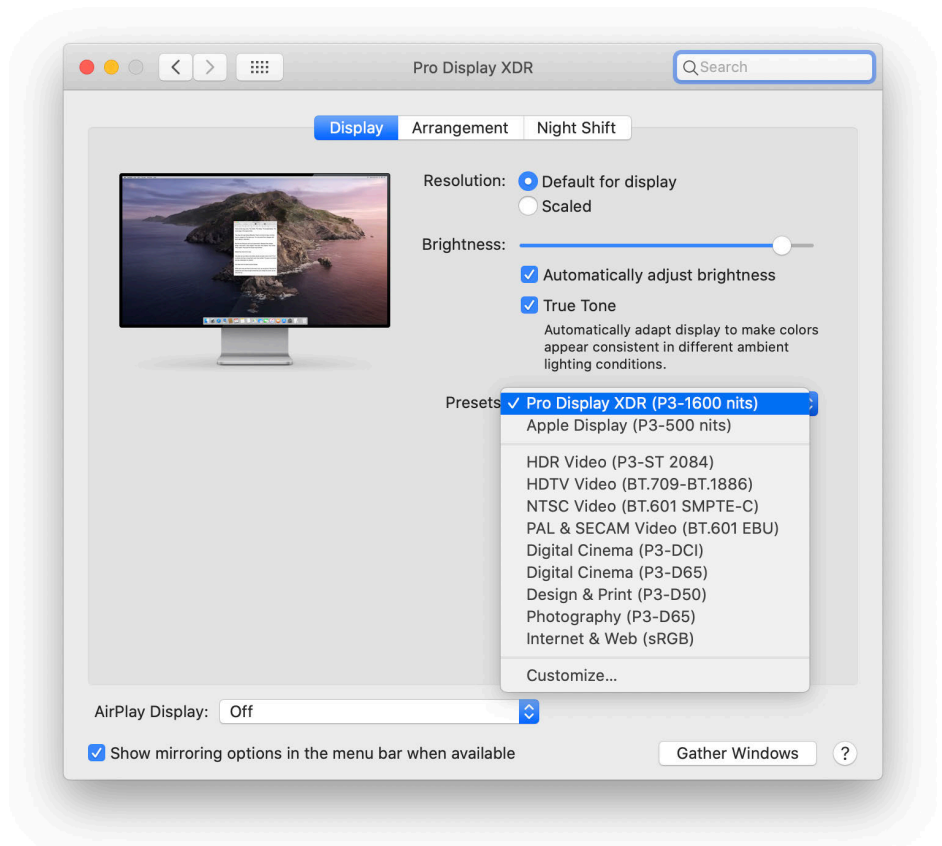 Pro Display XDR
Search
Display
Arrangement
Night Shift
Resolution:
Default for display
Scaled
Brightness:
Automatically adjust brightness
True Tone
Automatically adapt display to make colors
appear consistent in different ambient
lighting conditions.
Presets
✓ Pro Display XDR (P3-1600 nits)
Apple Display (P3-500 nits)
HDR Video (P3-ST 2084)
HDTV Video (BT.709-BT.1886)
NTSC Video (BT.601 SMPTE-C)
PAL & SECAM Video (BT.601 EBU)
Digital Cinema (P3-DCI)
Digital Cinema (P3-D65)
Design & Print (P3-D50)
Photography (P3-D65)
Internet & Web (sRGB)
Customize...
AirPlay Display:
Off
Show mirroring options in the menu bar when available
Gather Windows
?